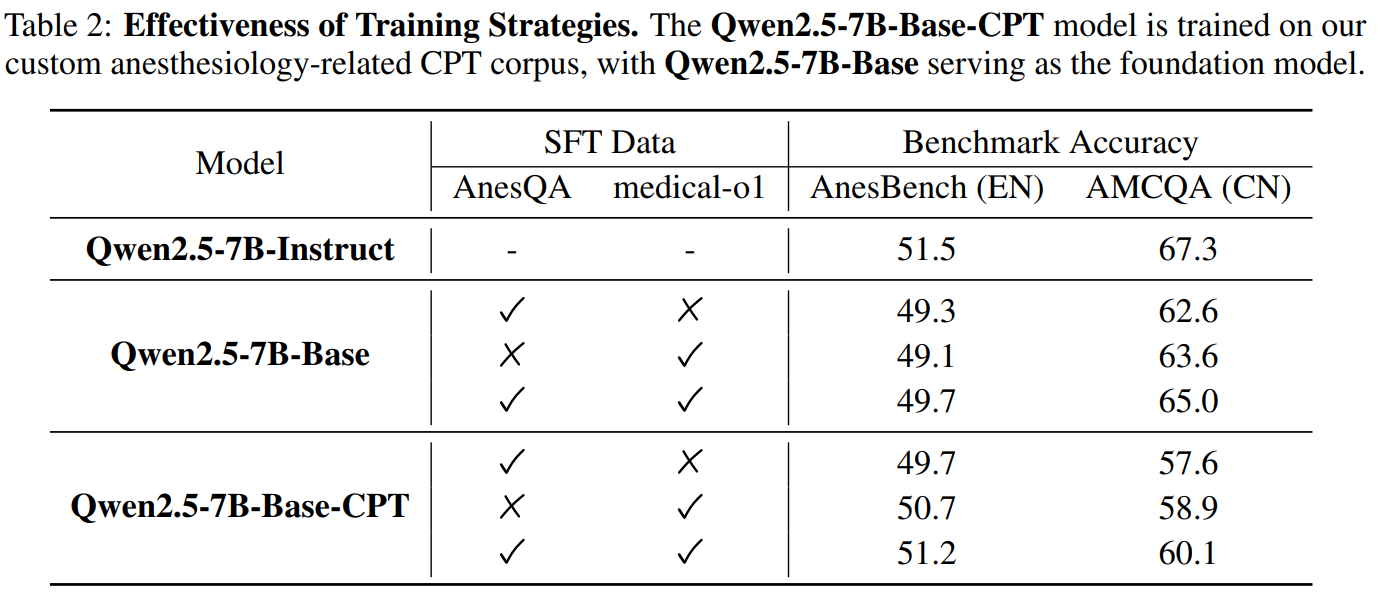 Table 2: Effectiveness of Training Strategies. The Qwen2.5-7B-Base-CPT model is trained on our
custom anesthesiology-related CPT corpus, with Qwen2.5-7B-Base serving as the foundation model.
Model SFT Data Benchmark Accuracy
AnesQA medical-o1 AnesBench (EN) AMCQA (CN)
Qwen2.5-7B-Instruct - - 51.5 67.3
✓ ✗ 49.3 62.6
Qwen2.5-7B-Base ✗ ✓ 49.1 63.6
✓ ✓ 49.7 65.0
✓ ✗ 49.7 57.6
Qwen2.5-7B-Base-CPT ✗ ✓ 50.7 58.9
✓ ✓ 51.2 60.1